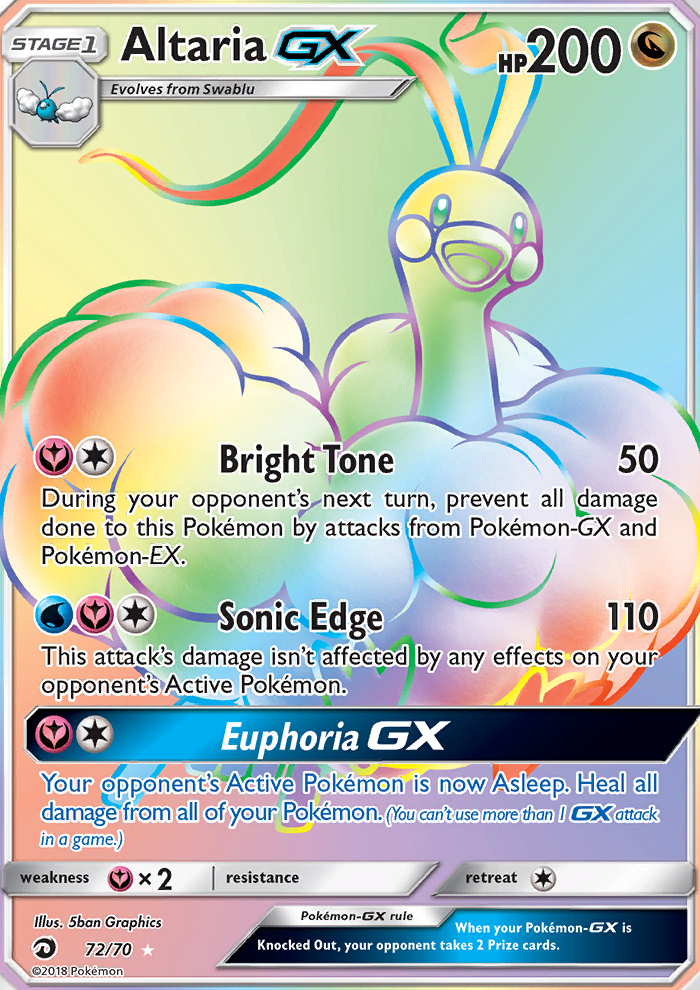 STAGE 1
Altaria GX
HP 200
Evolves from Swablu
Bright Tone 50
During your opponent's next turn, prevent all damage
done to this Pokémon by attacks from Pokémon-GX and
Pokémon-EX.
Sonic Edge 110
This attack's damage isn't affected by any effects on your
opponent's Active Pokémon.
Euphoria GX
Your opponent's Active Pokémon is now Asleep. Heal all
damage from all of your Pokémon. (You can't use more than 1 GX attack
in a game.)
weakness ×2 resistance retreat
Illus. 5ban Graphics
72/70
©2018 Pokémon
Pokémon-GX rule
When your Pokémon-GX is
Knocked Out, your opponent takes 2 Prize cards.